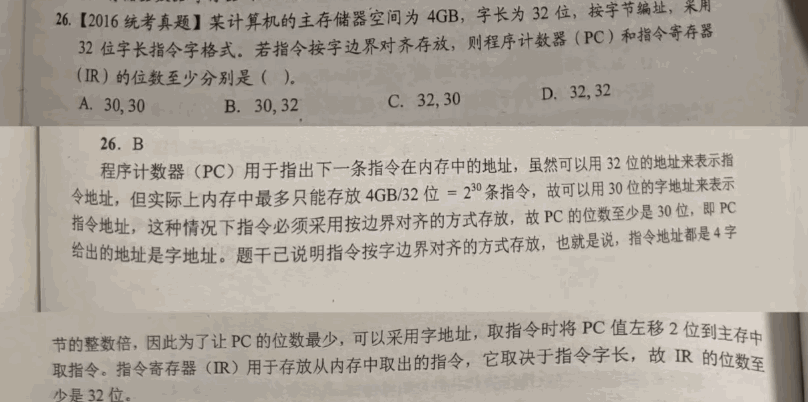 26.【2016 统考真题】某计算机的主存储器空间为 4GB，字长为 32 位，按字节编址，采用
32 位字长指令字格式。若指令按字边界对齐存放，则程序计数器（PC）和指令寄存器
（IR）的位数至少分别是（ ）。
A. 30, 30 B. 30, 32 C. 32, 30 D. 32, 32
26. B
程序计数器（PC）用于指出下一条指令在内存中的地址，虽然可以用 32 位的地址来表示指
令地址，但实际上内存中最多只能存放 4GB/32 位 = 2³⁰ 条指令，故可以用 30 位的字地址来表示
指令地址，这种情况下指令必须采用按边界对齐的方式存放，故 PC 的位数至少是 30 位，即 PC
给出的地址是字地址。题干已说明指令按字边界对齐的方式存放，也就是说，指令地址都是 4 字
节的整数倍，因此为了让 PC 的位数最少，可以采用字地址，取指令时将 PC 值左移 2 位到主存中
取指令。指令寄存器（IR）用于存放从内存中取出的指令，它取决于指令字长，故 IR 的位数至
少是 32 位。